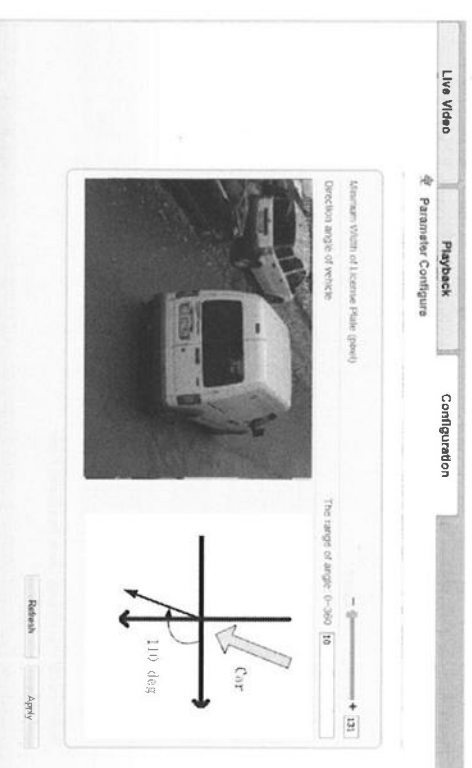 Live Video
Playback
Configuration
Parameter Configure
Minimum Width of License Plate (pixel)
- + 131
Direction angle of vehicle
The range of angle: 0~360 10
Car
110 deg
Refresh
Apply